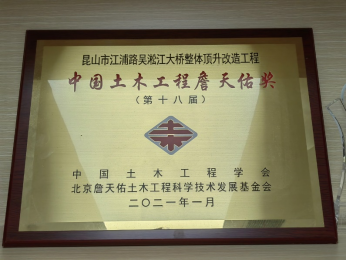 昆山市江浦路吴淞江大桥整体顶升改造工程
中国土木工程詹天佑奖
（第十八届）
中国土木工程学会
北京詹天佑土木工程科学技术发展基金会
二〇二一年一月